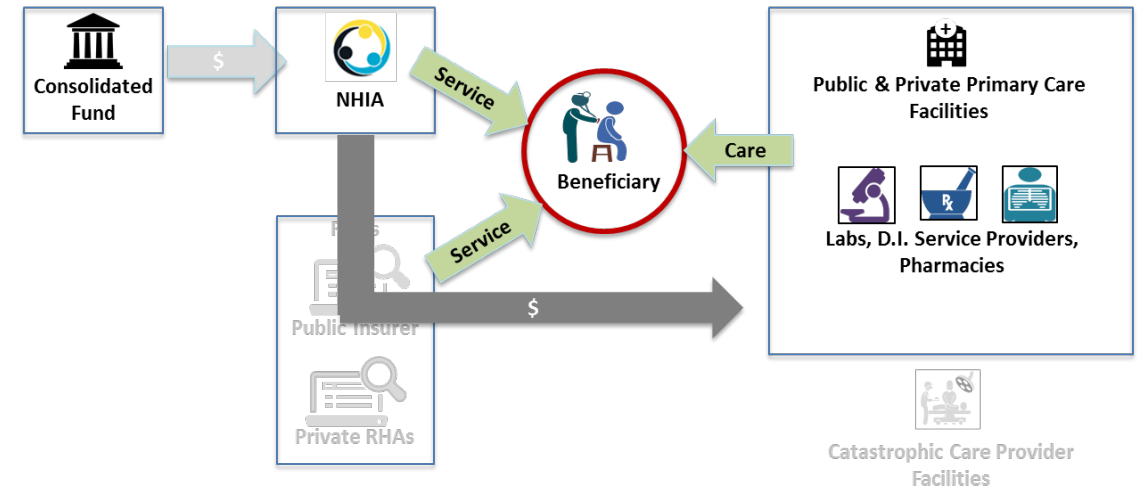 Consolidated
Fund
$
NHIA
Service
Beneficiary
Service
Care
Public & Private Primary Care
Facilities
Rx
Labs, D.I. Service Providers,
Pharmacies
Public Insurer
$
Private RHAs
Catastrophic Care Provider
Facilities